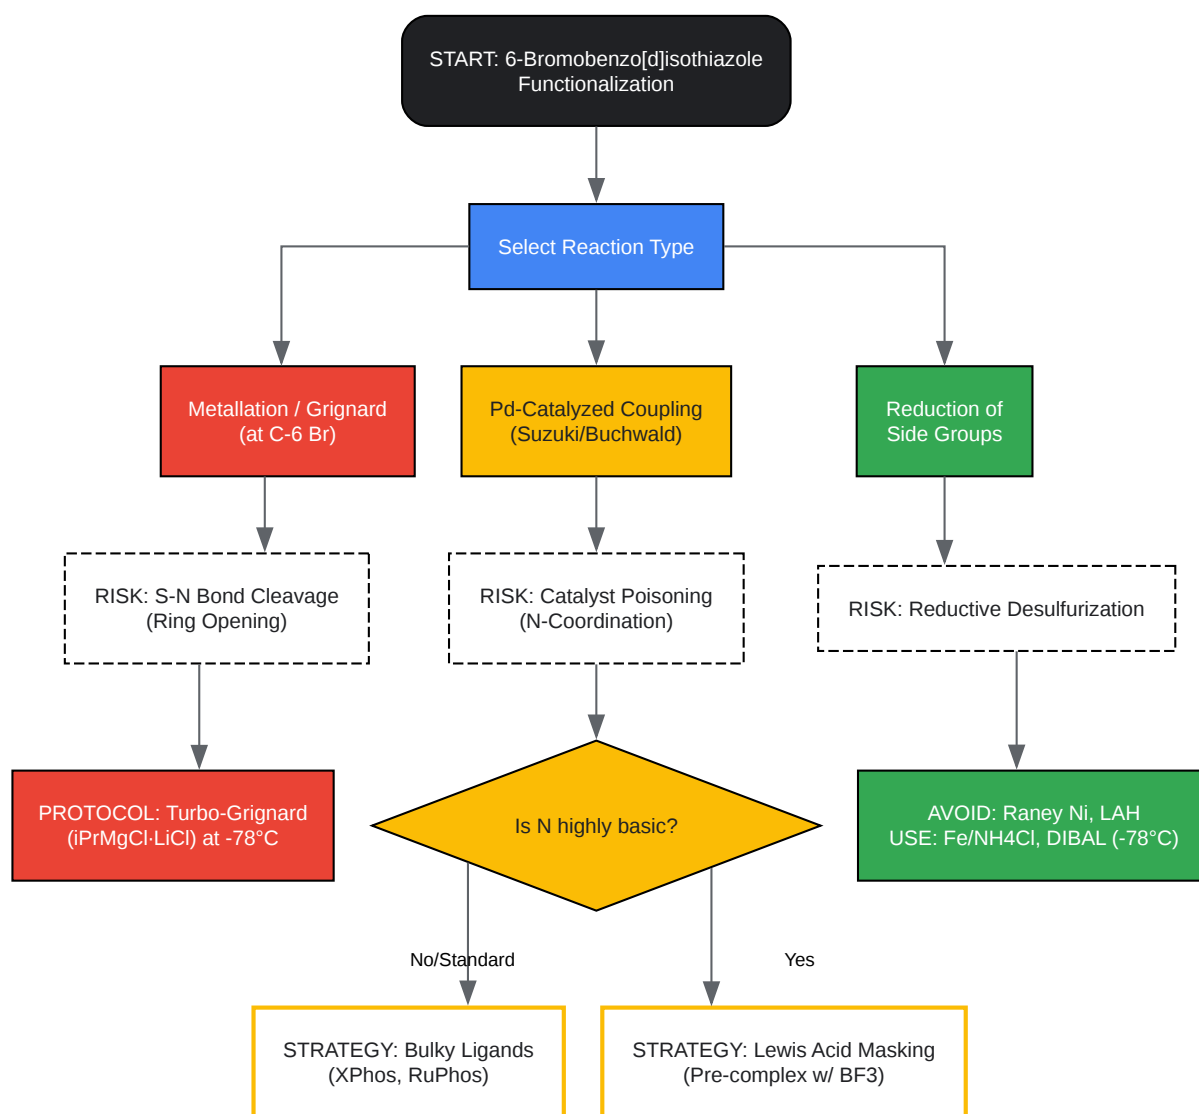 START: 6-Bromobenzo[d]isothiazole
Functionalization
Select Reaction Type
Metallation / Grignard
(at C-6 Br)
Pd-Catalyzed Coupling
(Suzuki/Buchwald)
Reduction of
Side Groups
RISK: S-N Bond Cleavage
(Ring Opening)
RISK: Catalyst Poisoning
(N-Coordination)
RISK: Reductive Desulfurization
PROTOCOL: Turbo-Grignard
(iPrMgCl·LiCl) at -78°C
Is N highly basic?
AVOID: Raney Ni, LAH
USE: Fe/NH4Cl, DIBAL (-78°C)
No/Standard
Yes
STRATEGY: Bulky Ligands
(XPhos, RuPhos)
STRATEGY: Lewis Acid Masking
(Pre-complex w/ BF3)